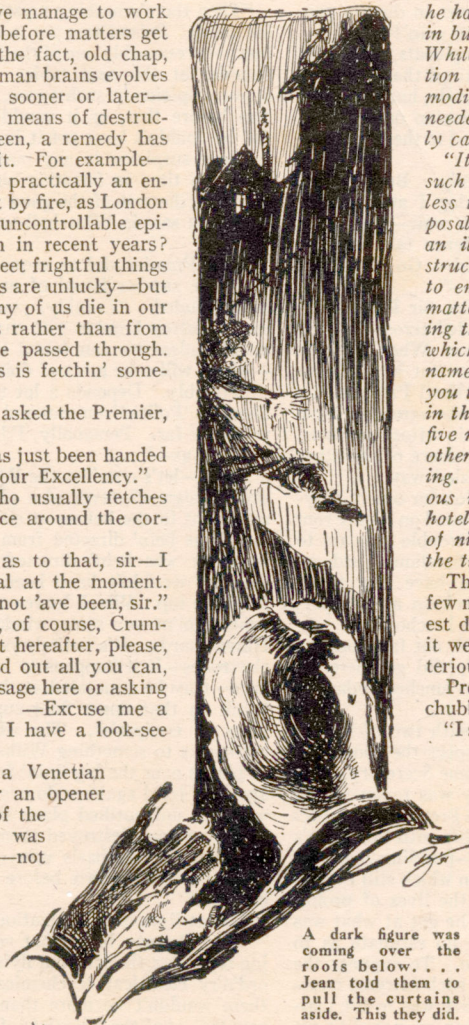 ve manage to work
before matters get
the fact, old chap,
man brains evolves
sooner or later—
means of destruc-
een, a remedy has
it. For example—
practically an en-
by fire, as London
uncontrollable epi-
n in recent years?
eet frightful things
s are unlucky—but
ny of us die in our
rather than from
e passed through.
s is fetchin' some-
asked the Premier,
as just been handed
our Excellency."
ho usually fetches
ce around the cor-
as to that, sir—I
al at the moment.
not 'ave been, sir."
, of course, Crum-
t hereafter, please,
d out all you can,
sage here or asking
—Excuse me a
I have a look-see
a Venetian
an opener
of the
was
—not
A dark figure was
coming over the
roofs below. . . .
Jean told them to
pull the curtains
aside. This they did.
he ha
in bu
Whil
tion
modi
neede
ly ca
"It
such
less i
posal
an id
struc
to en
matt
ing t
which
name
you
in th
five
other
ing.
ous
hotel
of ni
the t
Th
few
est d
it we
teriou
Pr
chubb
"I